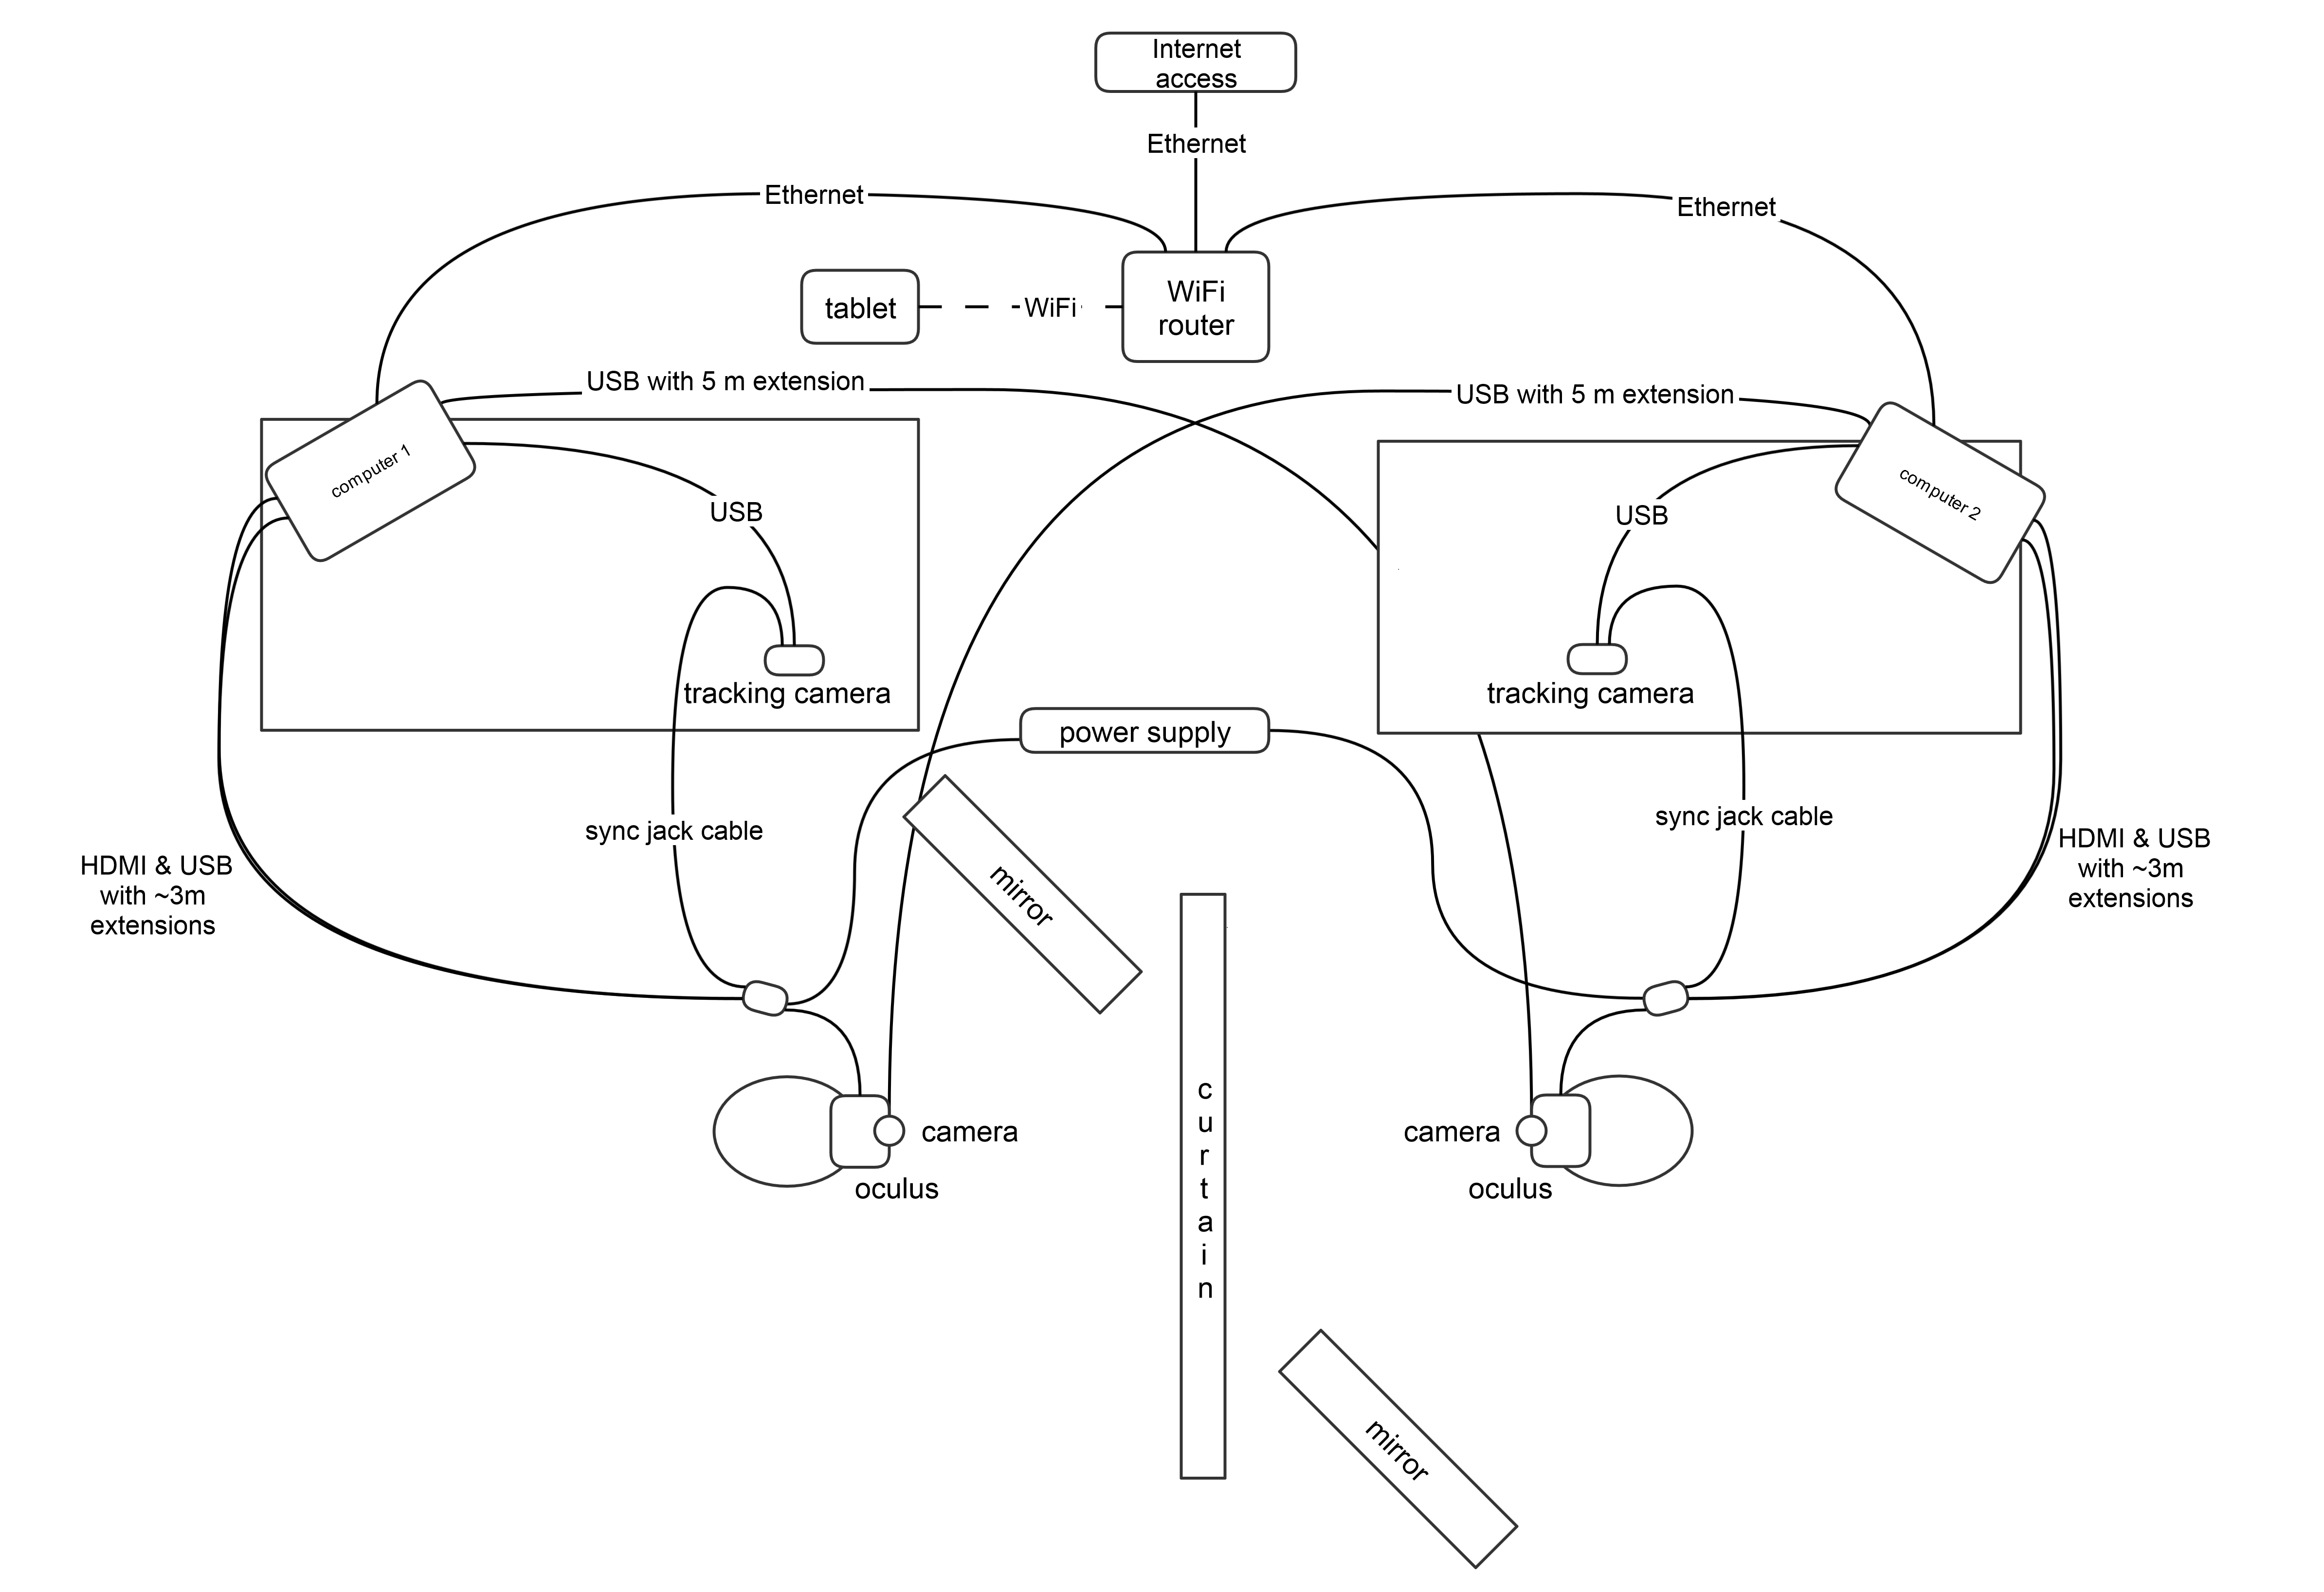 Internet
access
Ethernet
Ethernet
Ethernet
tablet
WiFi
WiFi
router
USB with 5 m extension
USB with 5 m extension
computer 1
computer 2
USB
USB
tracking camera
tracking camera
power supply
sync jack cable
sync jack cable
HDMI & USB
with ~3m
extensions
HDMI & USB
with ~3m
extensions
mirror
curtain
camera
oculus
camera
oculus
mirror